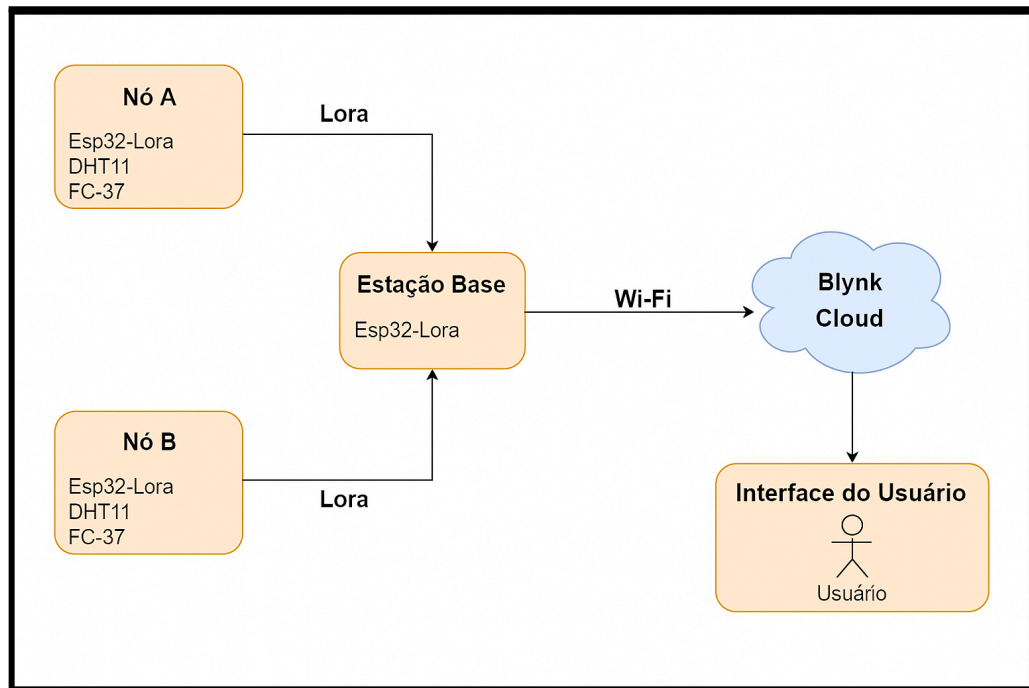 Nó A
Esp32-Lora
DHT11
FC-37
Lora
Estação Base
Esp32-Lora
Wi-Fi
Blynk
Cloud
Nó B
Esp32-Lora
DHT11
FC-37
Lora
Interface do Usuário
Usuário